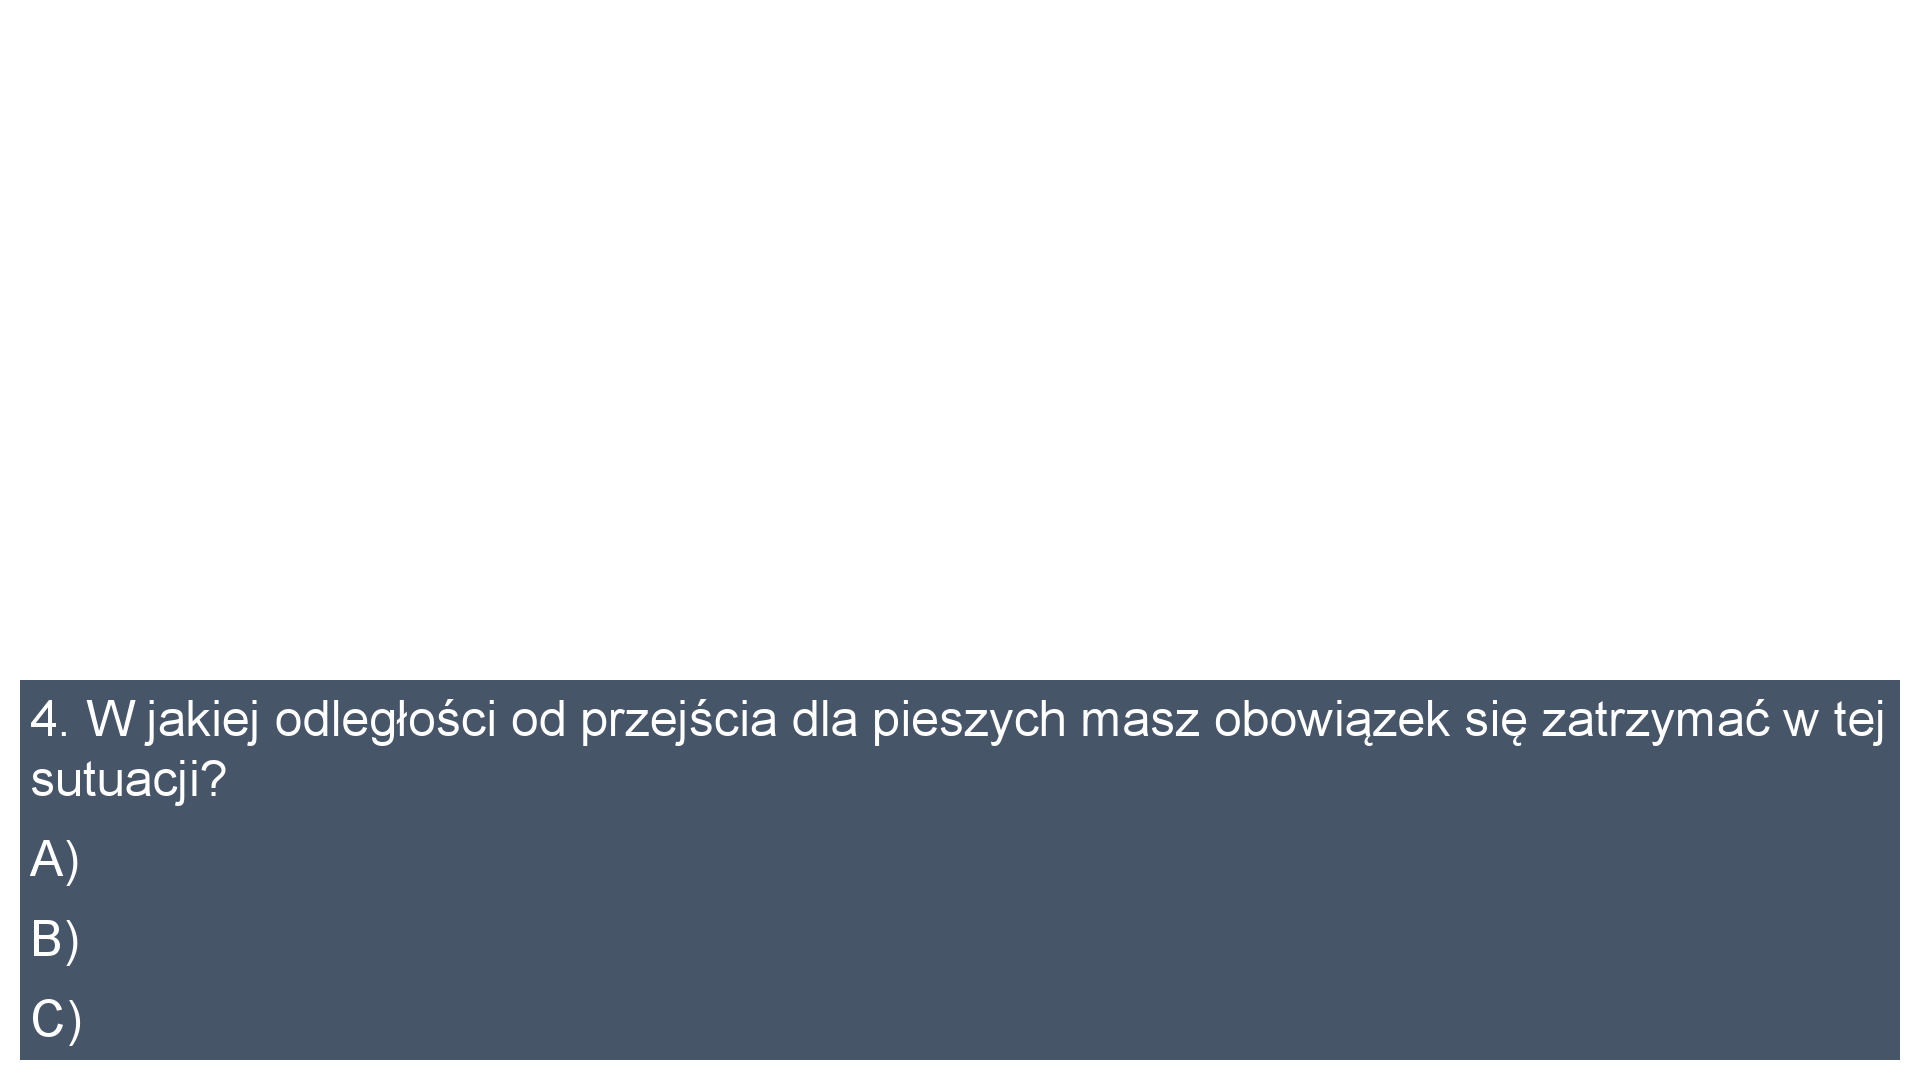 4. W jakiej odległości od przejścia dla pieszych masz obowiązek się zatrzymać w tej
sutuacji?
A)
B)
C)